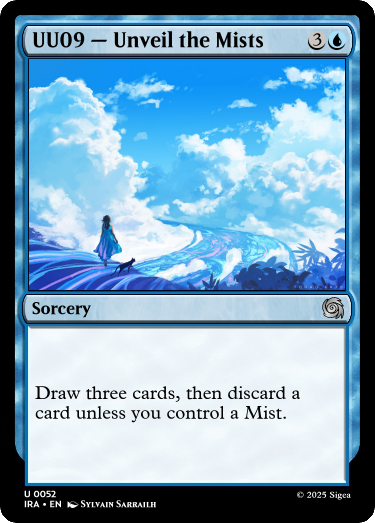 UU09 — Unveil the Mists 3
Sorcery
Draw three cards, then discard a
card unless you control a Mist.
U 0052
IRA • EN Sylvain Sarrailh
© 2025 Sigea